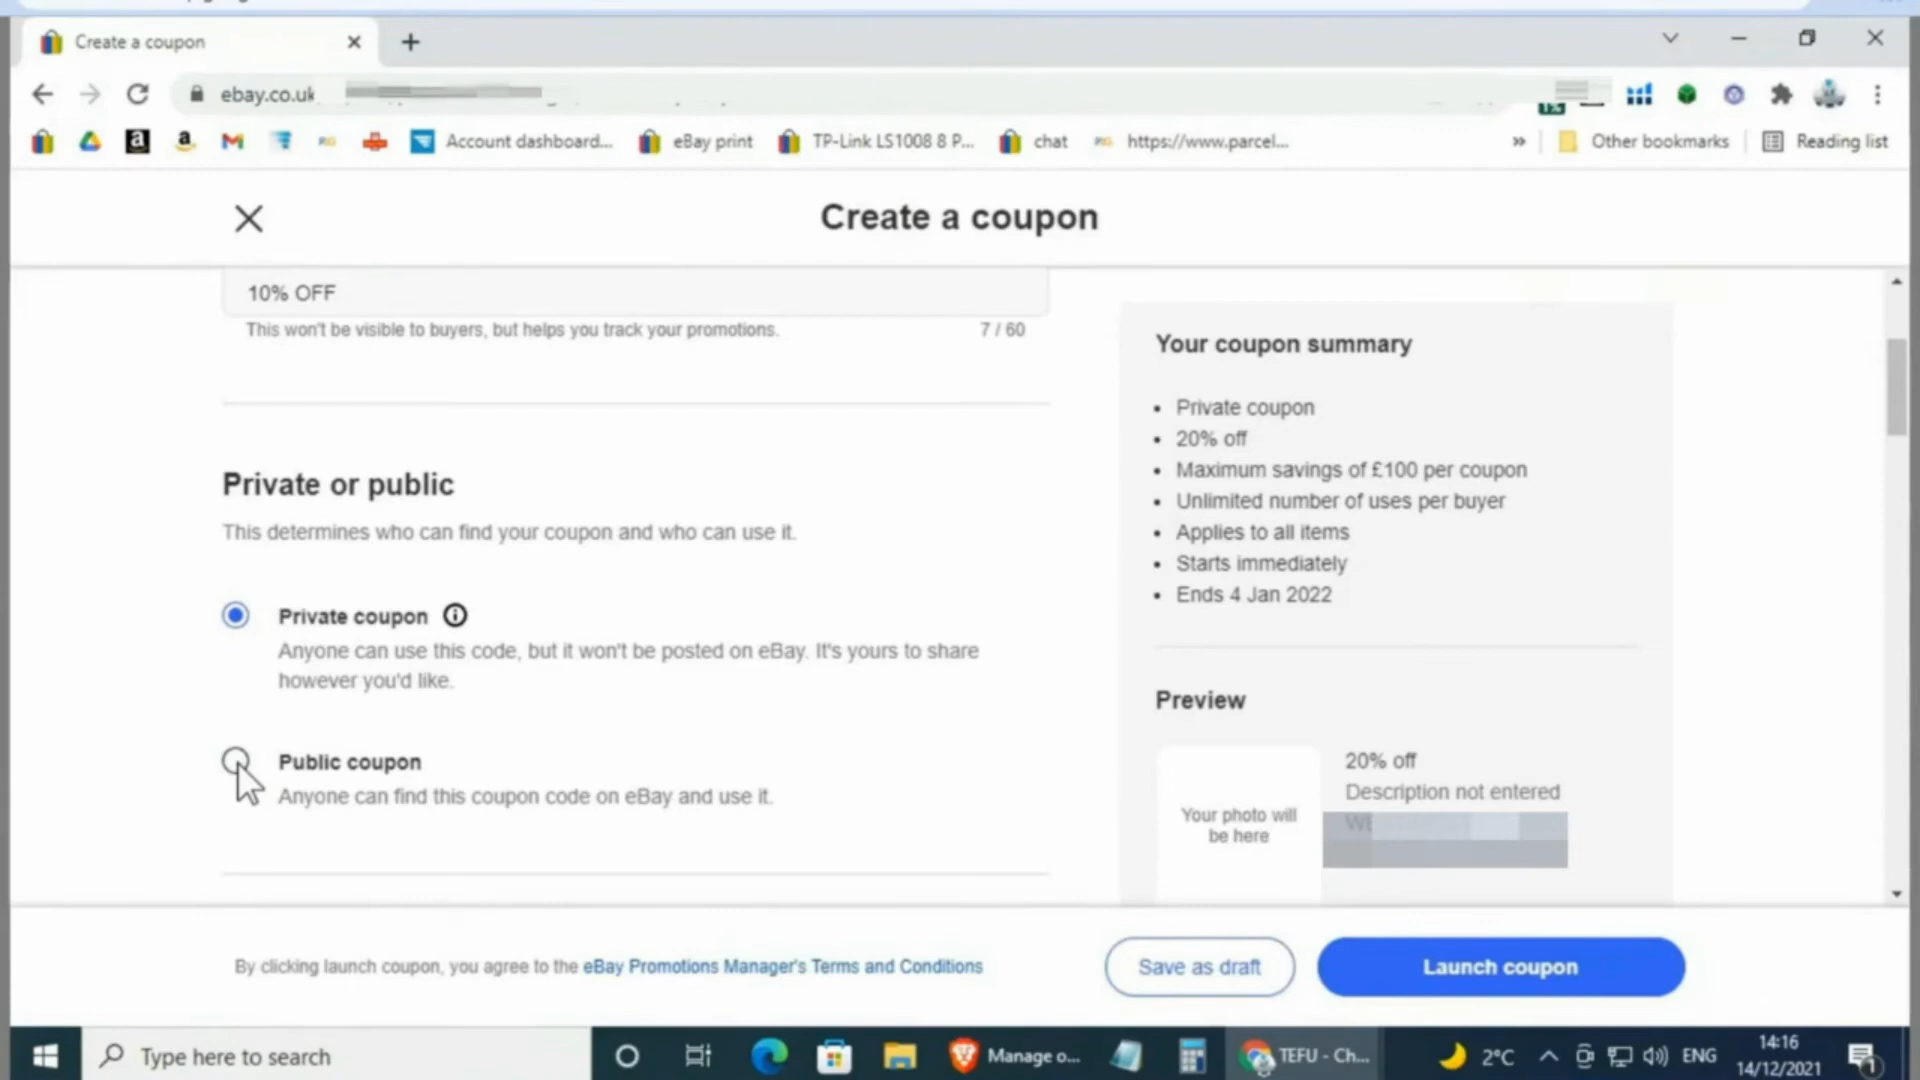 Create a coupon
ebay.co.uk
Account dashboard...
eBay print
TP-Link LS1008 8 P...
chat
https://www.parcel...
»
Other bookmarks
Reading list
Create a coupon
10% OFF
This won't be visible to buyers, but helps you track your promotions.
7 / 60
Private or public
This determines who can find your coupon and who can use it.
Private coupon
Anyone can use this code, but it won't be posted on eBay. It's yours to share
however you'd like.
Public coupon
Anyone can find this coupon code on eBay and use it.
Your coupon summary
• Private coupon
• 20% off
• Maximum savings of £100 per coupon
• Unlimited number of uses per buyer
• Applies to all items
• Starts immediately
• Ends 4 Jan 2022
Preview
Your photo will
be here
20% off
Description not entered
By clicking launch coupon, you agree to the eBay Promotions Manager's Terms and Conditions
Save as draft
Launch coupon
Type here to search
Manage o...
TEFU - Ch...
2°C
ENG
14:16
14/12/2021
1